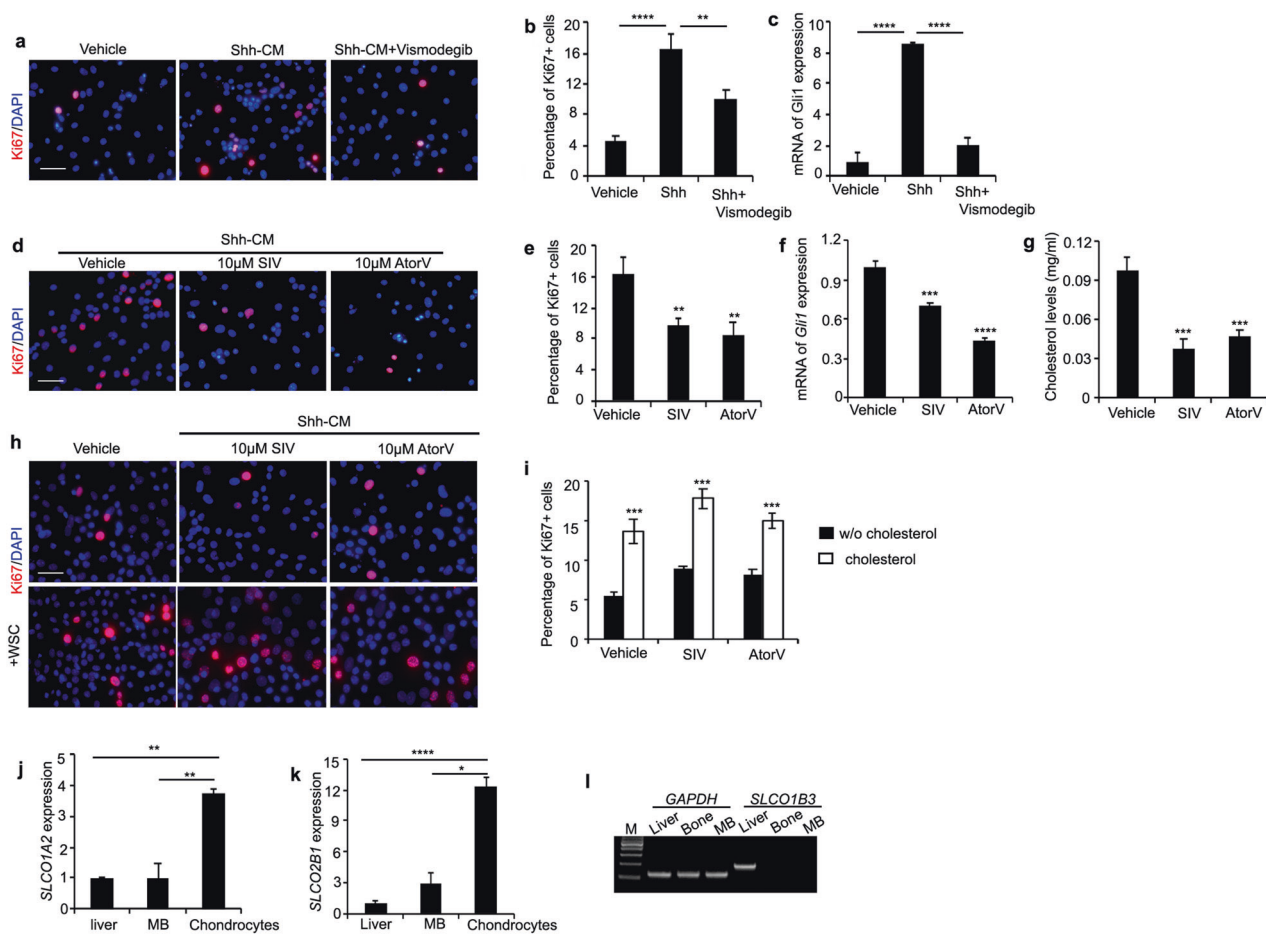 a
Vehicle
Shh-CM
Shh-CM+Vismodegib
Ki67/DAPI
b
Percentage of Ki67+ cells
20
16
12
8
4
0
****
**
Vehicle
Shh
Shh+
Vismodegib
c
mRNA of Gli1 expression
10
8
6
4
2
0
****
****
Vehicle
Shh
Shh+
Vismodegib
d
Shh-CM
Vehicle
10μM SIV
10μM AtorV
Ki67/DAPI
e
Percentage of Ki67+ cells
20
16
12
8
4
0
**
**
Vehicle
SIV
AtorV
f
mRNA of Gli1 expression
1.2
0.9
0.6
0.3
0
***
****
Vehicle
SIV
AtorV
g
Cholesterol levels (mg/ml)
0.12
0.09
0.06
0.03
0
***
***
Vehicle
SIV
AtorV
h
Shh-CM
Vehicle
10μM SIV
10μM AtorV
Ki67/DAPI
+WSC
i
Percentage of Ki67+ cells
20
15
10
5
0
***
***
***
Vehicle
SIV
AtorV
w/o cholesterol
cholesterol
j
SLCO1A2 expression
5
4
3
2
1
0
**
**
liver
MB
Chondrocytes
k
SLCO2B1 expression
15
12
9
6
3
0
****
*
Liver
MB
Chondrocytes
l
GAPDH
SLCO1B3
M
Liver
Bone
MB
Liver
Bone
MB